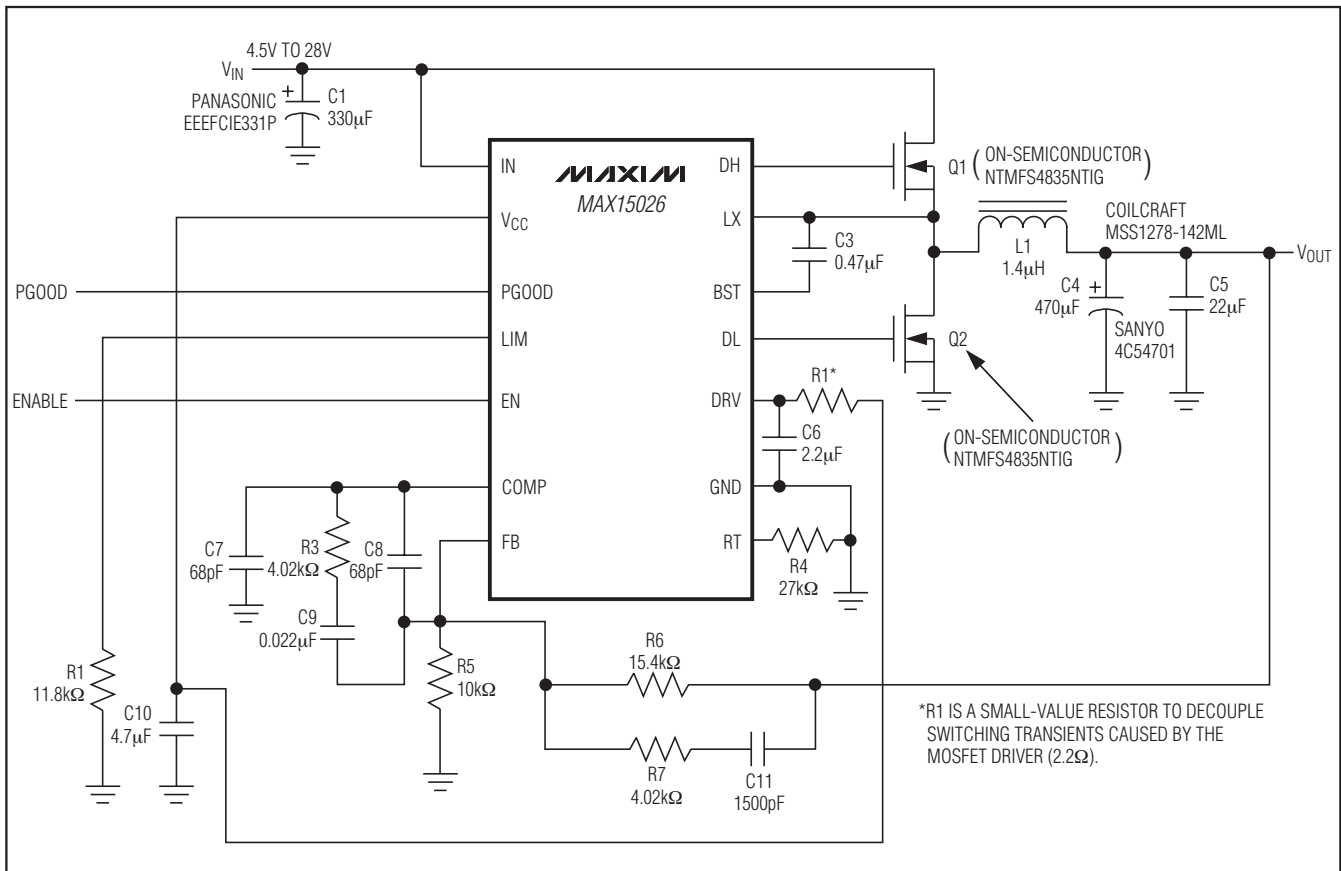 4.5V TO 28V
VIN
PANASONIC
EEEFCIE331P
+
C1
330µF
MAXIM
MAX15026
IN
VCC
PGOOD
PGOOD
LIM
ENABLE
EN
COMP
FB
DH
LX
BST
DL
DRV
GND
RT
Q1
(ON-SEMICONDUCTOR
NTMFS4835NTIG)
C3
0.47µF
L1
1.4µH
COILCRAFT
MSS1278-142ML
VOUT
C4
+
470µF
SANYO
4C54701
C5
22µF
Q2
(ON-SEMICONDUCTOR
NTMFS4835NTIG)
R1*
C6
2.2µF
R4
27kΩ
C7
68pF
R3
4.02kΩ
C8
68pF
C9
0.022µF
R5
10kΩ
R6
15.4kΩ
R7
4.02kΩ
C11
1500pF
R1
11.8kΩ
C10
4.7µF
*R1 IS A SMALL-VALUE RESISTOR TO DECOUPLE
SWITCHING TRANSIENTS CAUSED BY THE
MOSFET DRIVER (2.2Ω).